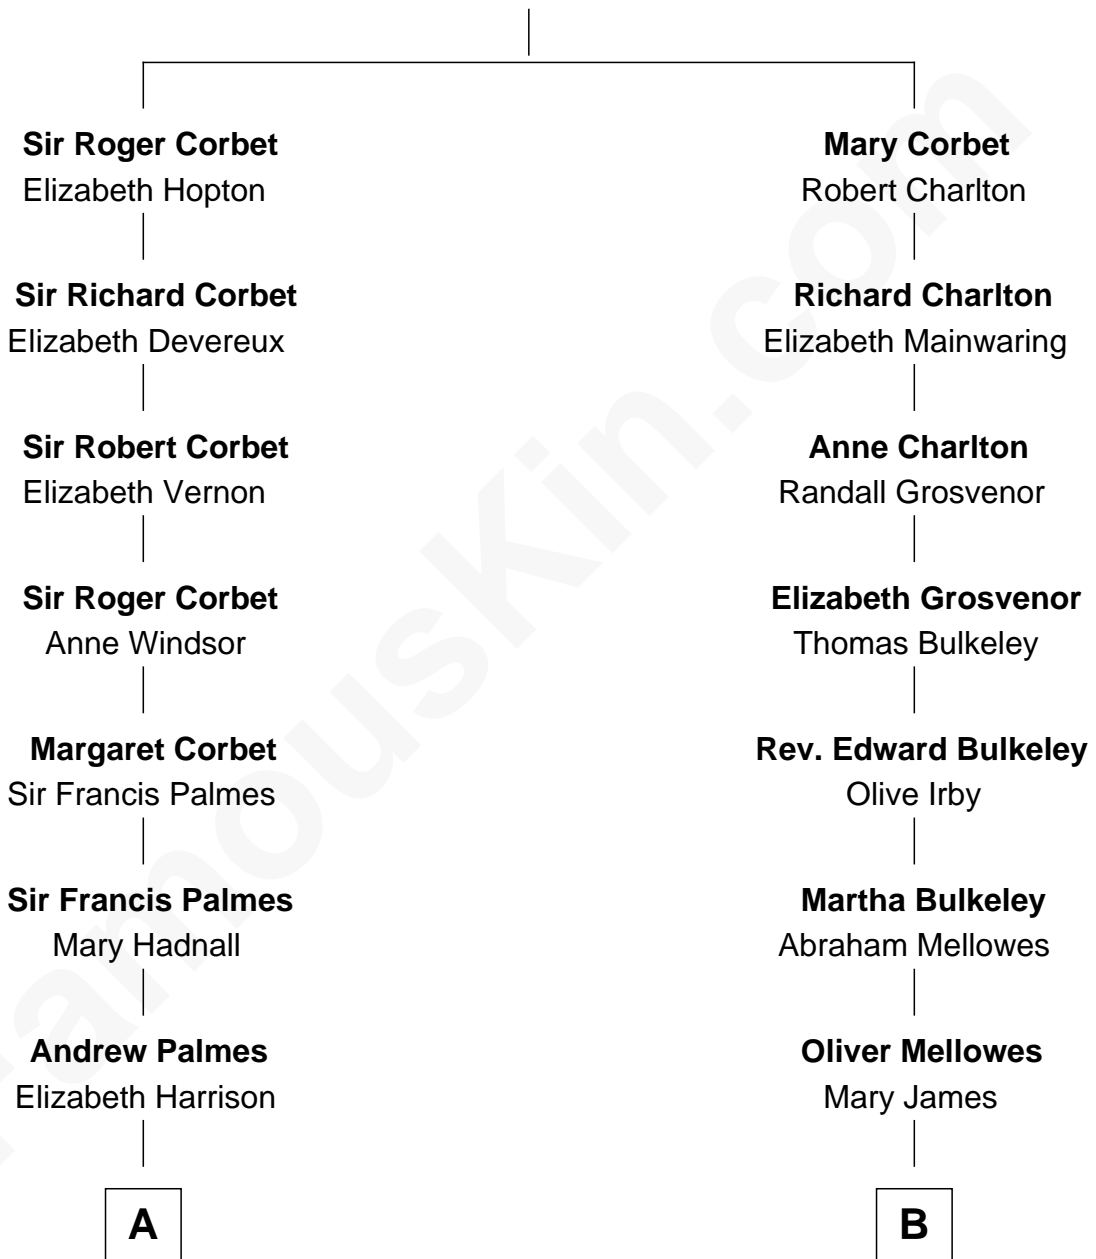 Sir Roger Corbet
Elizabeth Hopton
Sir Richard Corbet
Elizabeth Devereux
Sir Robert Corbet
Elizabeth Vernon
Sir Roger Corbet
Anne Windsor
Margaret Corbet
Sir Francis Palmes
Sir Francis Palmes
Mary Hadnall
Andrew Palmes
Elizabeth Harrison
A
Mary Corbet
Robert Charlton
Richard Charlton
Elizabeth Mainwaring
Anne Charlton
Randall Grosvenor
Elizabeth Grosvenor
Thomas Bulkeley
Rev. Edward Bulkeley
Olive Irby
Martha Bulkeley
Abraham Mellowes
Oliver Mellowes
Mary James
B
FamousKin.com